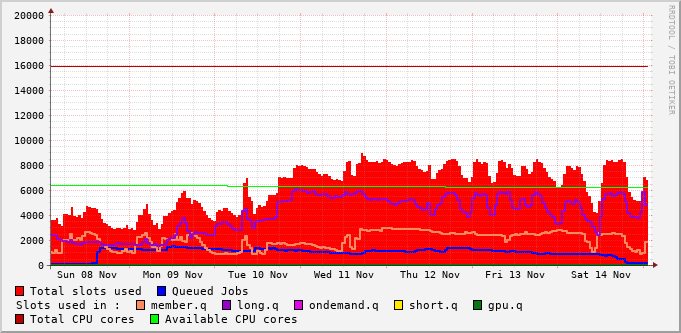 20000
18000
16000
14000
12000
10000
8000
6000
4000
2000
0
Sun 08 Nov Mon 09 Nov Tue 10 Nov Wed 11 Nov Thu 12 Nov Fri 13 Nov Sat 14 Nov
Total slots used Queued Jobs
Slots used in : member.q long.q ondemand.q short.q gpu.q
Total CPU cores Available CPU cores
RRDTOOL / TOBI OETIKER